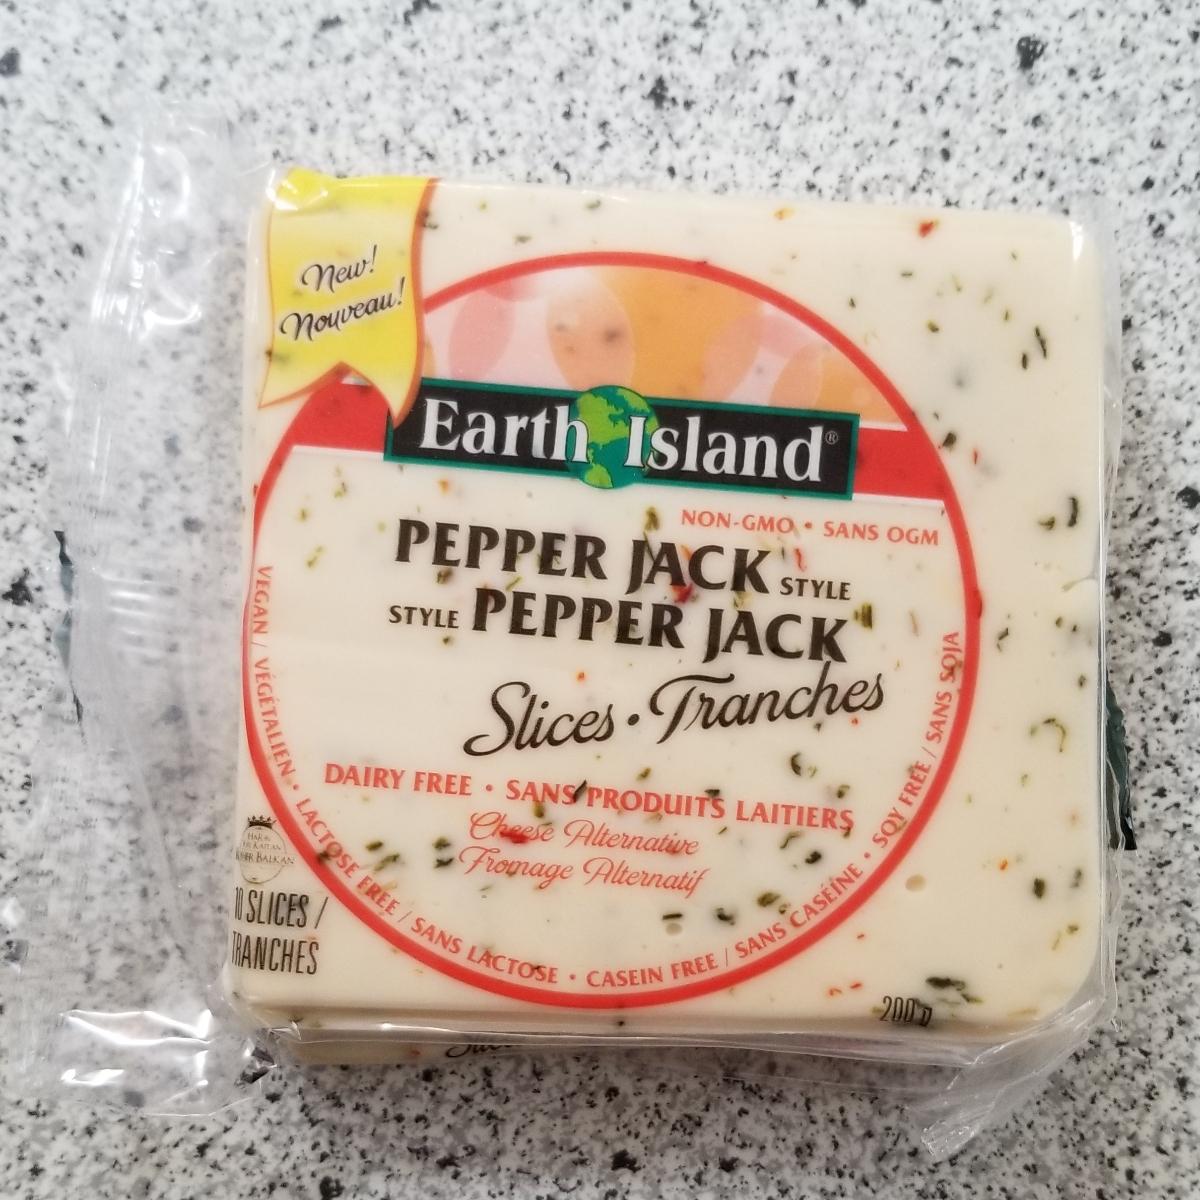 New!
Nouveau!
Earth Island®
NON-GMO • SANS OGM
PEPPER JACK STYLE
STYLE PEPPER JACK
Slices • Tranches
DAIRY FREE • SANS PRODUITS LAITIERS
Cheese Alternative
Fromage Alternatif
VEGAN / VÉGÉTALIEN • LACTOSE FREE / SANS LACTOSE • CASEIN FREE / SANS CASÉINE • SOY FREE / SANS SOJA
BALKAN
10 SLICES /
TRANCHES
200 g